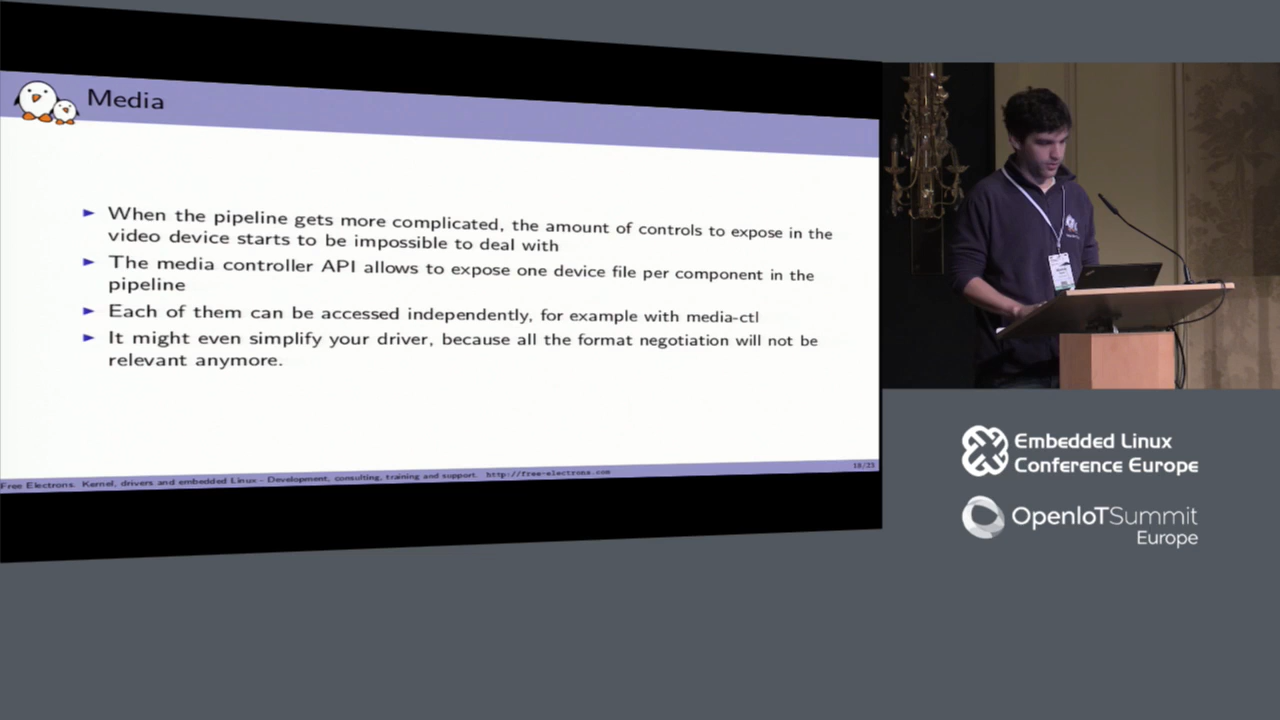 Media
When the pipeline gets more complicated, the amount of controls to expose in the
video device starts to be impossible to deal with
The media controller API allows to expose one device file per component in the
pipeline
Each of them can be accessed independently, for example with media-ctl
It might even simplify your driver, because all the format negotiation will not be
relevant anymore.
Free Electrons. Kernel, drivers and embedded Linux - Development, consulting, training and support. http://free-electrons.com
18/23
Embedded Linux
Conference Europe
OpenIoTSummit
Europe